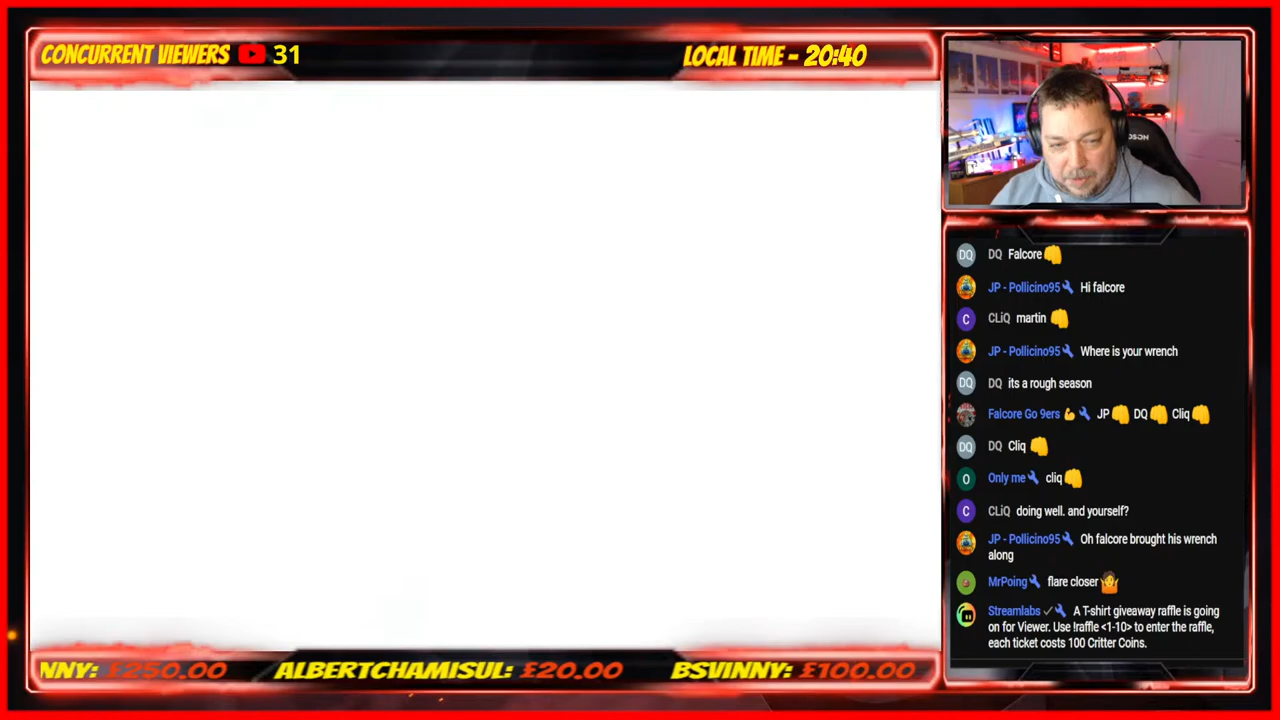 CONCURRENT VIEWERS 31
LOCAL TIME - 20:40
DSON
DQ DQ Falcore
JP - Pollicino95 Hi falcore
C CLiQ martin
JP - Pollicino95 Where is your wrench
DQ DQ its a rough season
Falcore Go 9ers JP DQ Cliq
DQ DQ Cliq
O Only me cliq
C CLiQ doing well. and yourself?
JP - Pollicino95 Oh falcore brought his wrench
along
MrPoing flare closer
Streamlabs A T-shirt giveaway raffle is going
on for Viewer. Use !raffle <1-10> to enter the raffle,
each ticket costs 100 Critter Coins.
NNY: £250.00 ALBERTCHAMISUL: £20.00 BSVINNY: £100.00